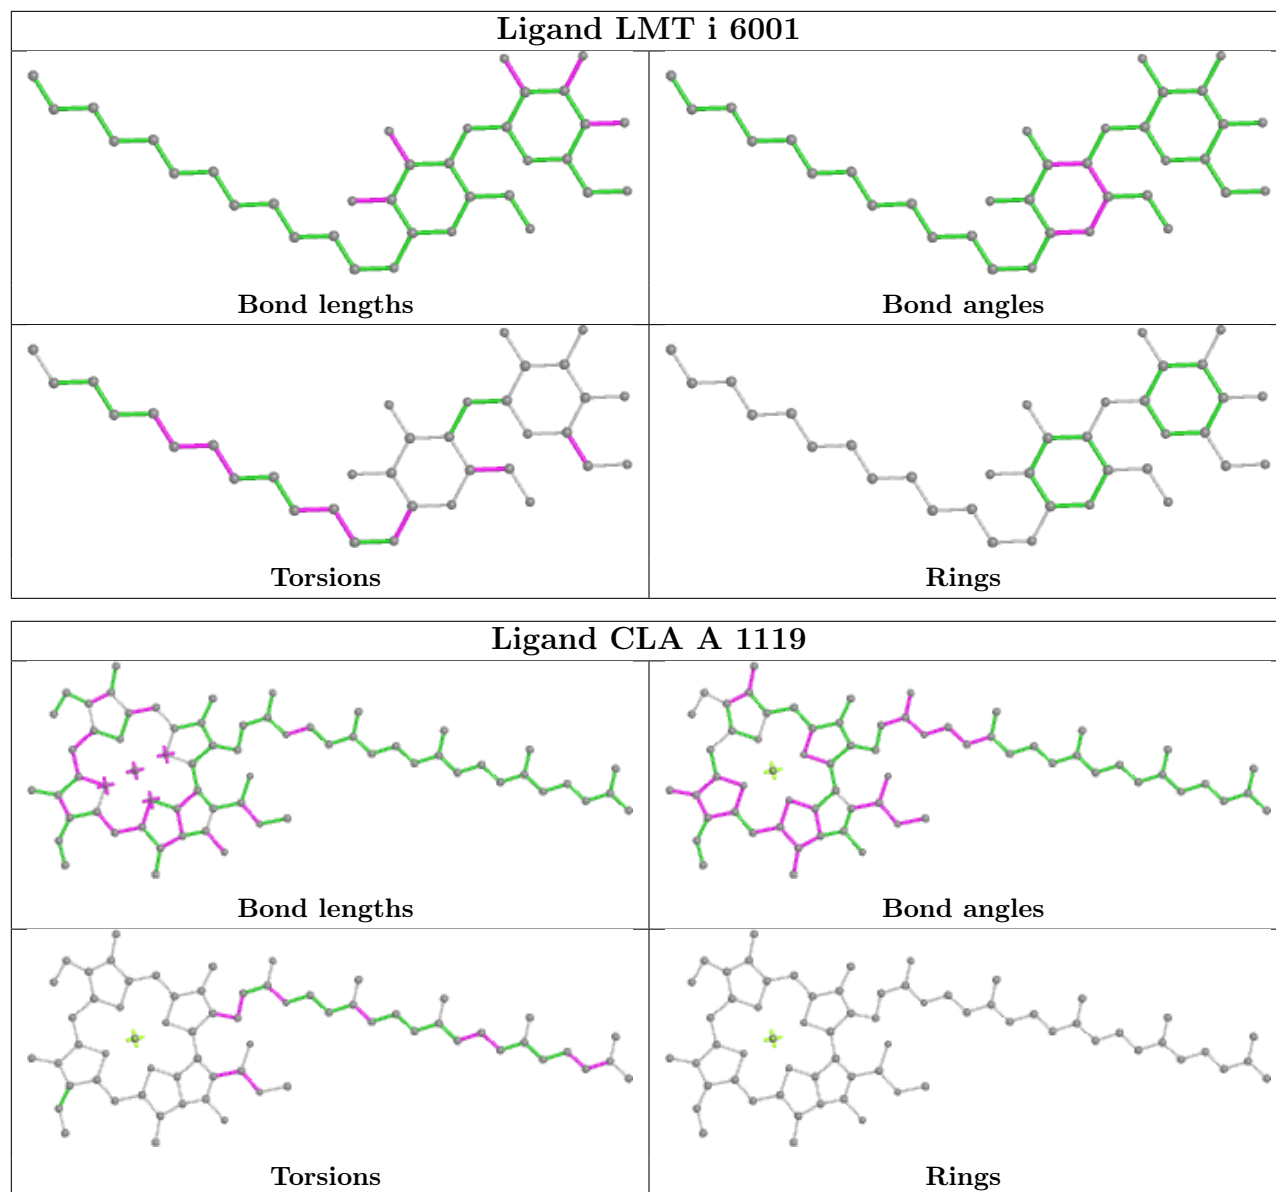 Ligand LMT i 6001
Bond lengths
Bond angles
Torsions
Rings
Ligand CLA A 1119
Bond lengths
Bond angles
Torsions
Rings